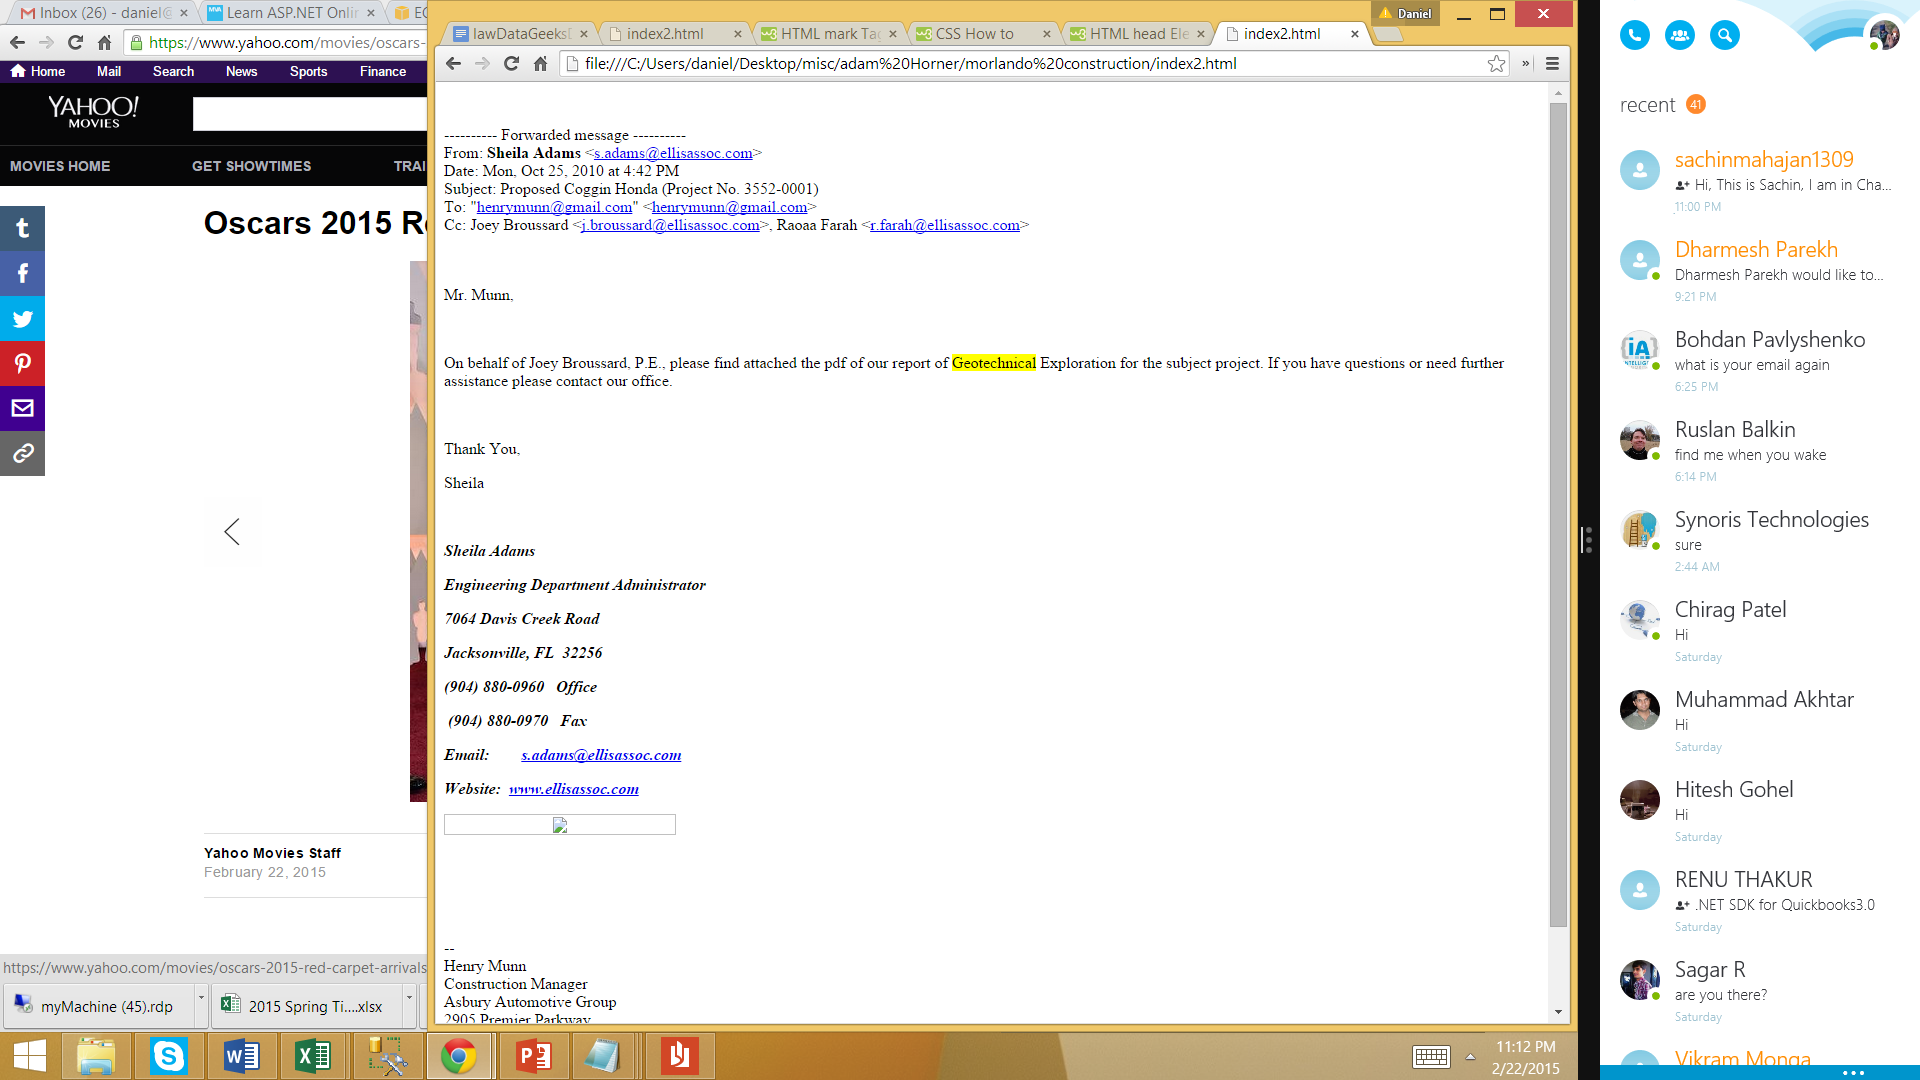 Inbox (26) - daniel@
Learn ASP.NET Onlin
EC
https://www.yahoo.com/movies/oscars-
Home
Mail
Search
News
Sports
Finance
YAHOO!
MOVIES
MOVIES HOME
GET SHOWTIMES
TRAI
Oscars 2015 R
Yahoo Movies Staff
February 22, 2015
https://www.yahoo.com/movies/oscars-2015-red-carpet-arrivals
myMachine (45).rdp
2015 Spring Ti....xlsx
Daniel
lawDataGeeks
index2.html
HTML mark Ta
CSS How to
HTML head Ele
index2.html
file:///C:/Users/daniel/Desktop/misc/adam%20Horner/morlando%20construction/index2.html
---------- Forwarded message ----------
From: Sheila Adams <s.adams@ellisassoc.com>
Date: Mon, Oct 25, 2010 at 4:42 PM
Subject: Proposed Coggin Honda (Project No. 3552-0001)
To: "henrymunn@gmail.com" <henrymunn@gmail.com>
Cc: Joey Broussard <j.broussard@ellisassoc.com>, Raoaa Farah <r.farah@ellisassoc.com>
Mr. Munn,
On behalf of Joey Broussard, P.E., please find attached the pdf of our report of Geotechnical Exploration for the subject project. If you have questions or need further
assistance please contact our office.
Thank You,
Sheila
Sheila Adams
Engineering Department Administrator
7064 Davis Creek Road
Jacksonville, FL 32256
(904) 880-0960 Office
(904) 880-0970 Fax
Email: s.adams@ellisassoc.com
Website: www.ellisassoc.com
--
Henry Munn
Construction Manager
Asbury Automotive Group
2905 Premier Parkway
11:12 PM
2/22/2015
recent 41
sachinmahajan1309
Hi, This is Sachin, I am in Cha...
11:00 PM
Dharmesh Parekh
Dharmesh Parekh would like to...
9:21 PM
Bohdan Pavlyshenko
what is your email again
6:25 PM
Ruslan Balkin
find me when you wake
6:14 PM
Synoris Technologies
sure
2:44 AM
Chirag Patel
Hi
Saturday
Muhammad Akhtar
Hi
Saturday
Hitesh Gohel
Hi
Saturday
RENU THAKUR
.NET SDK for Quickbooks3.0
Saturday
Sagar R
are you there?
Saturday
Vikram Monga